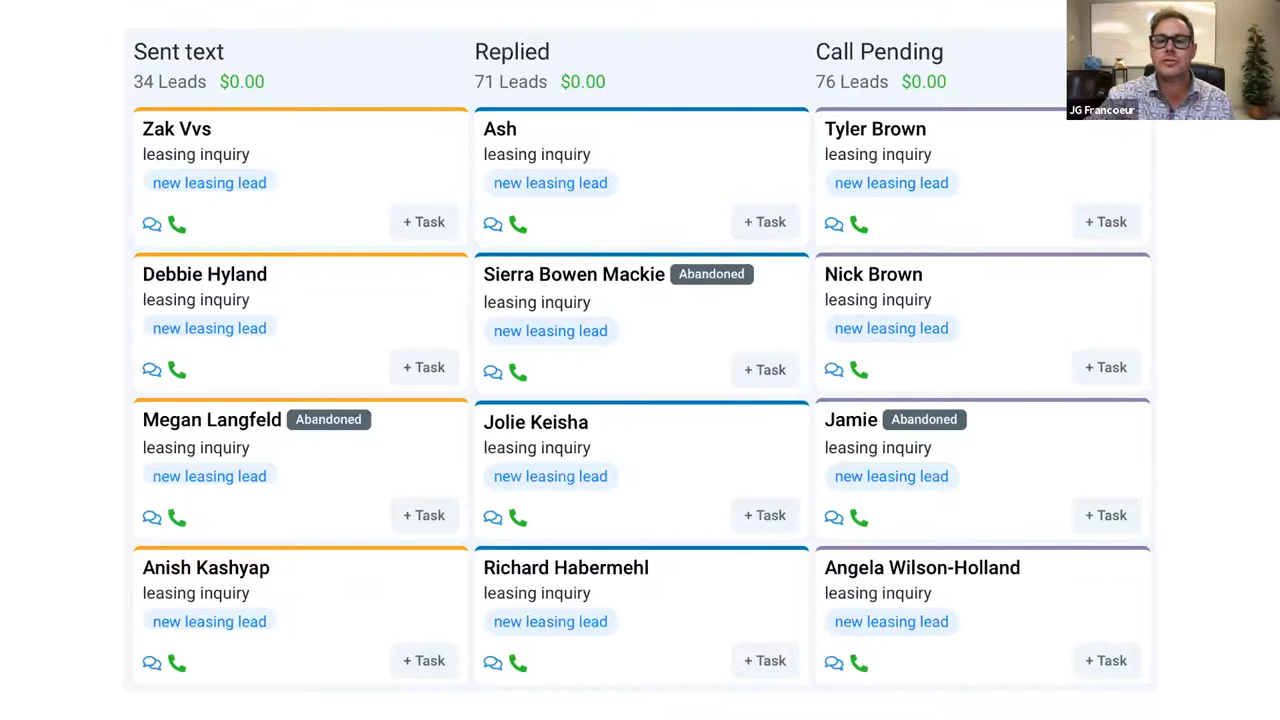 Sent text
34 Leads $0.00
Zak Vvs
leasing inquiry
new leasing lead
+ Task
Debbie Hyland
leasing inquiry
new leasing lead
+ Task
Megan Langfeld Abandoned
leasing inquiry
new leasing lead
+ Task
Anish Kashyap
leasing inquiry
new leasing lead
+ Task
Replied
71 Leads $0.00
Ash
leasing inquiry
new leasing lead
+ Task
Sierra Bowen Mackie Abandoned
leasing inquiry
new leasing lead
+ Task
Jolie Keisha
leasing inquiry
new leasing lead
+ Task
Richard Habermehl
leasing inquiry
new leasing lead
+ Task
Call Pending
76 Leads $0.00
Tyler Brown
leasing inquiry
new leasing lead
+ Task
Nick Brown
leasing inquiry
new leasing lead
+ Task
Jamie Abandoned
leasing inquiry
new leasing lead
+ Task
Angela Wilson-Holland
leasing inquiry
new leasing lead
+ Task
JG Francoeur